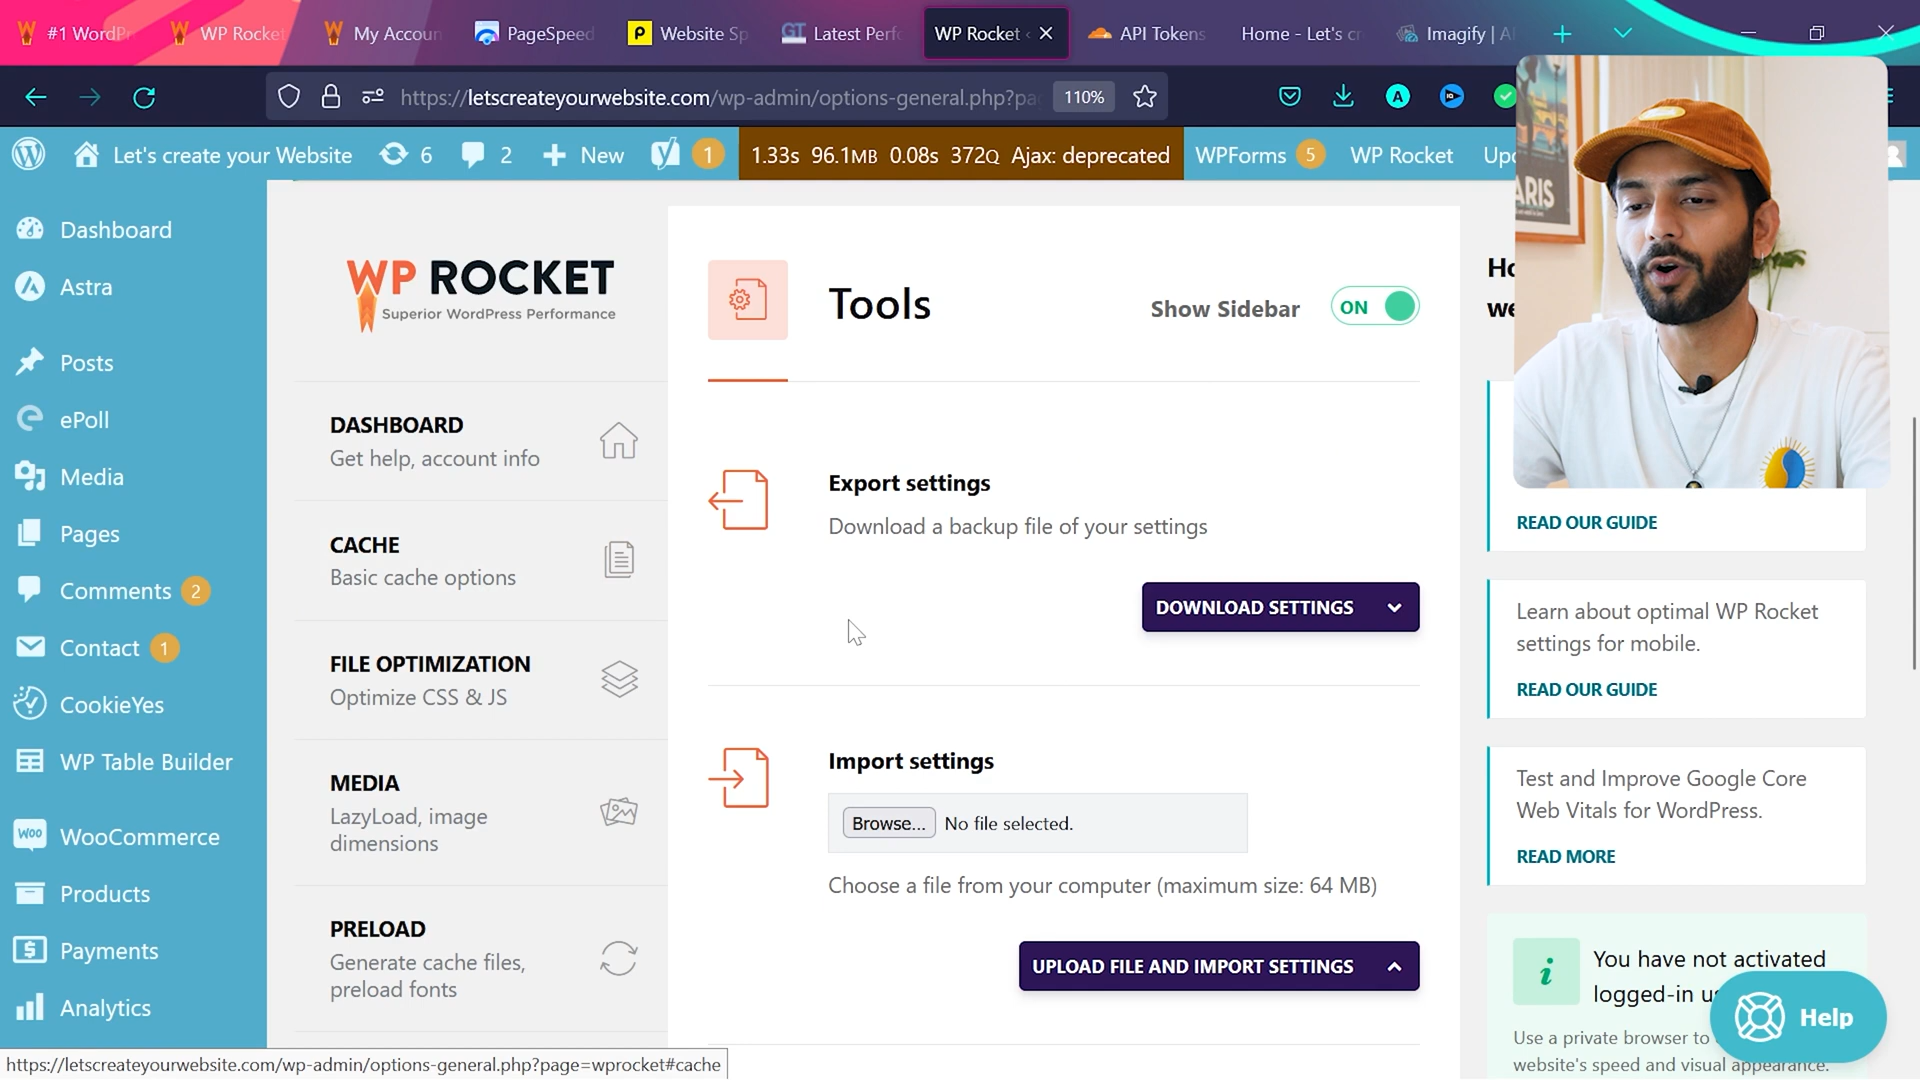 #1 WordPr
WP Rocket
My Accoun
PageSpeed
Website Sp
Latest Perfo
WP Rocket
API Tokens
Home - Let's cr
Imagify | A
https://letscreateyourwebsite.com/wp-admin/options-general.php?pa
110%
Let's create your Website
6
2
New
1
1.33s 96.1MB 0.08s 372Q Ajax: deprecated
WPForms 5
WP Rocket
Dashboard
Astra
Posts
ePoll
Media
Pages
Comments 2
Contact 1
CookieYes
WP Table Builder
WooCommerce
Products
Payments
Analytics
WP ROCKET
Superior WordPress Performance
DASHBOARD
Get help, account info
CACHE
Basic cache options
FILE OPTIMIZATION
Optimize CSS & JS
MEDIA
LazyLoad, image
dimensions
PRELOAD
Generate cache files,
preload fonts
Tools
Show Sidebar
ON
Export settings
Download a backup file of your settings
DOWNLOAD SETTINGS
Import settings
Browse... No file selected.
Choose a file from your computer (maximum size: 64 MB)
UPLOAD FILE AND IMPORT SETTINGS
READ OUR GUIDE
Learn about optimal WP Rocket
settings for mobile.
READ OUR GUIDE
Test and Improve Google Core
Web Vitals for WordPress.
READ MORE
You have not activated
logged-in
Use a private browser to
website's speed and visual appearance.
Help
https://letscreateyourwebsite.com/wp-admin/options-general.php?page=wprocket#cache